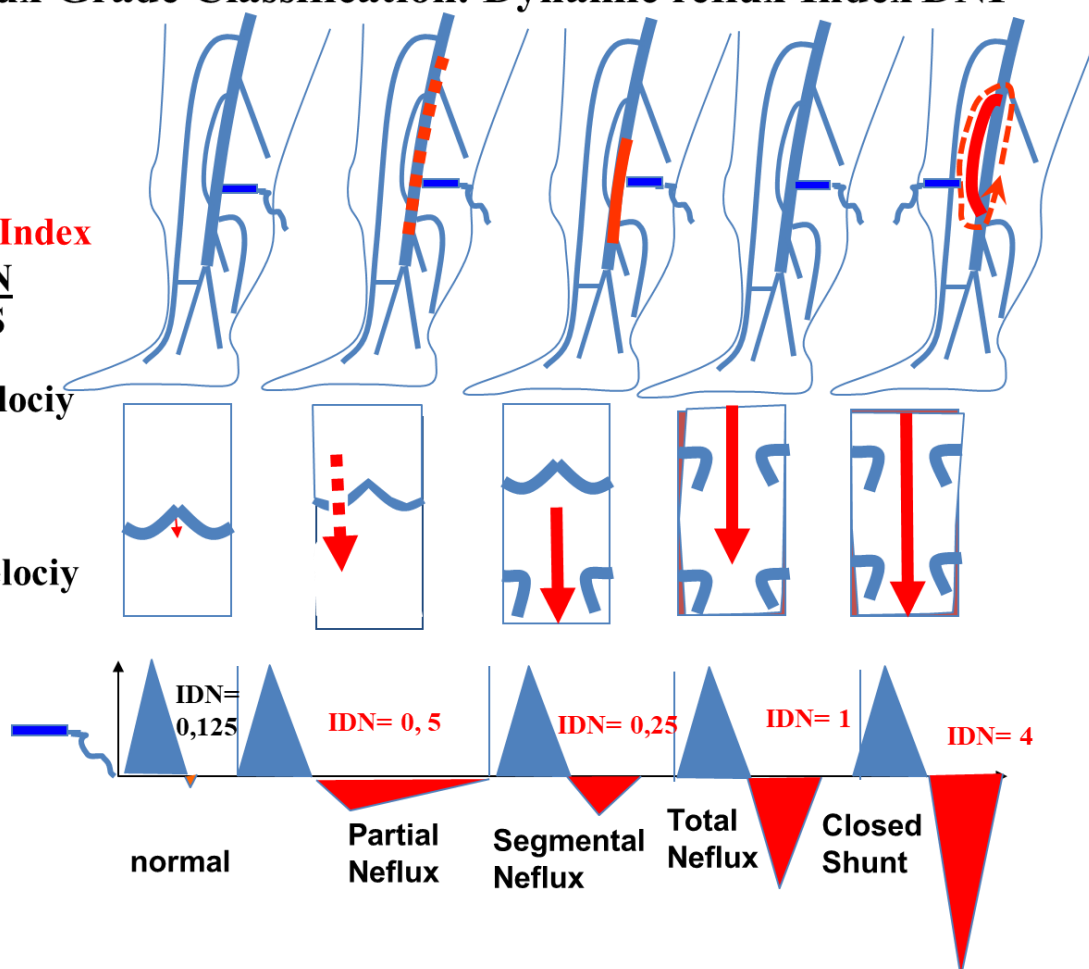 ux Grade Classification: Dynamic reflux Index DNI
Index
N
S
lociy
elociy
IDN=
0,125
IDN= 0, 5
IDN= 0,25
IDN= 1
IDN= 4
normal
Partial
Neflux
Segmental
Neflux
Total
Neflux
Closed
Shunt